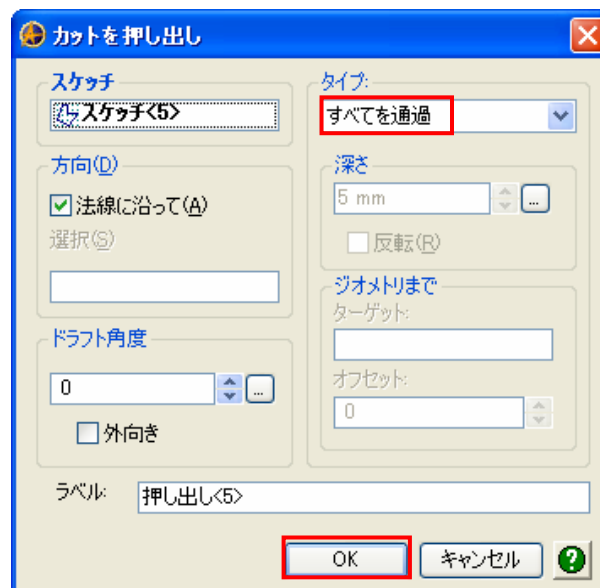 カットを押し出し
スケッチ
スケッチ<5>
方向(D)
法線に沿って(A)
選択(S)
ドラフト角度
0
...
外向き
タイプ:
すべてを通過
深さ
5 mm
...
反転(R)
ジオメトリまで
ターゲット:
オフセット:
0
ラベル: 押し出し<5>
OK キャンセル ?